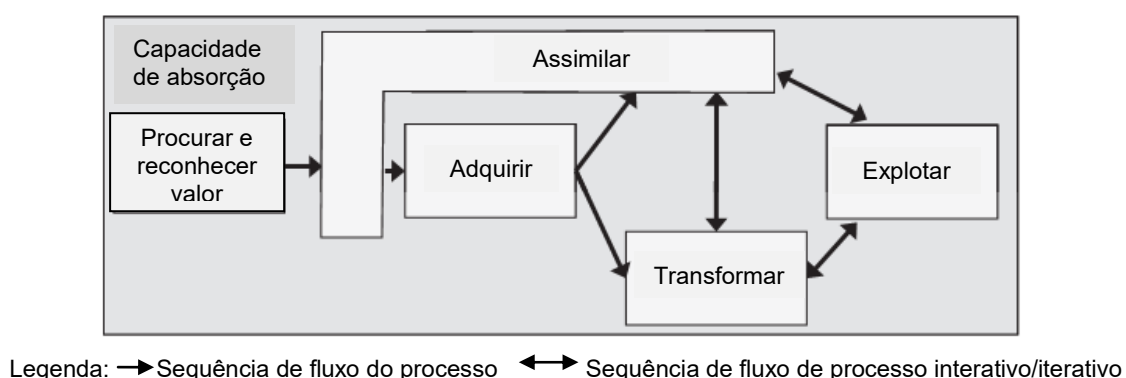 Capacidade
de absorção
Assimilar
Procurar e
reconhecer
valor
Adquirir
Explotar
Transformar
Legenda: Sequência de fluxo do processo Sequência de fluxo de processo interativo/iterativo